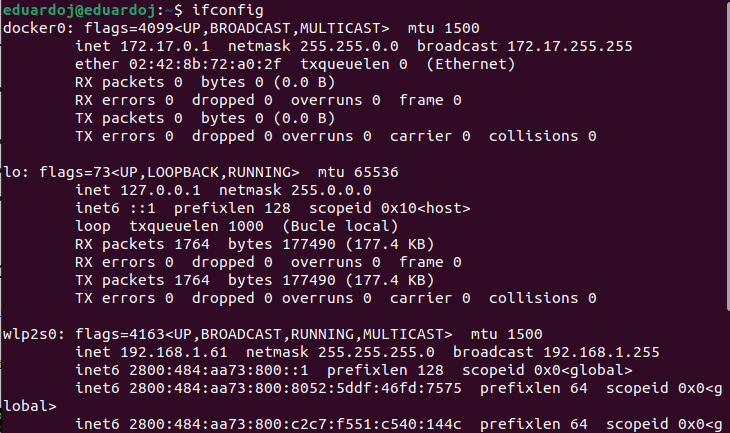 eduardoj@eduardoj:~$ ifconfig
docker0: flags=4099<UP,BROADCAST,MULTICAST>  mtu 1500
        inet 172.17.0.1  netmask 255.255.0.0  broadcast 172.17.255.255
        ether 02:42:8b:72:a0:2f  txqueuelen 0  (Ethernet)
        RX packets 0  bytes 0 (0.0 B)
        RX errors 0  dropped 0  overruns 0  frame 0
        TX packets 0  bytes 0 (0.0 B)
        TX errors 0  dropped 0 overruns 0  carrier 0  collisions 0

lo: flags=73<UP,LOOPBACK,RUNNING>  mtu 65536
        inet 127.0.0.1  netmask 255.0.0.0
        inet6 ::1  prefixlen 128  scopeid 0x10<host>
        loop  txqueuelen 1000  (Bucle local)
        RX packets 1764  bytes 177490 (177.4 KB)
        RX errors 0  dropped 0  overruns 0  frame 0
        TX packets 1764  bytes 177490 (177.4 KB)
        TX errors 0  dropped 0 overruns 0  carrier 0  collisions 0

wlp2s0: flags=4163<UP,BROADCAST,RUNNING,MULTICAST>  mtu 1500
        inet 192.168.1.61  netmask 255.255.255.0  broadcast 192.168.1.255
        inet6 2800:484:aa73:800::1  prefixlen 128  scopeid 0x0<global>
        inet6 2800:484:aa73:800:8052:5ddf:46fd:7575  prefixlen 64  scopeid 0x0<g
lobal>
        inet6 2800:484:aa73:800:c2c7:f551:c540:144c  prefixlen 64  scopeid 0x0<g